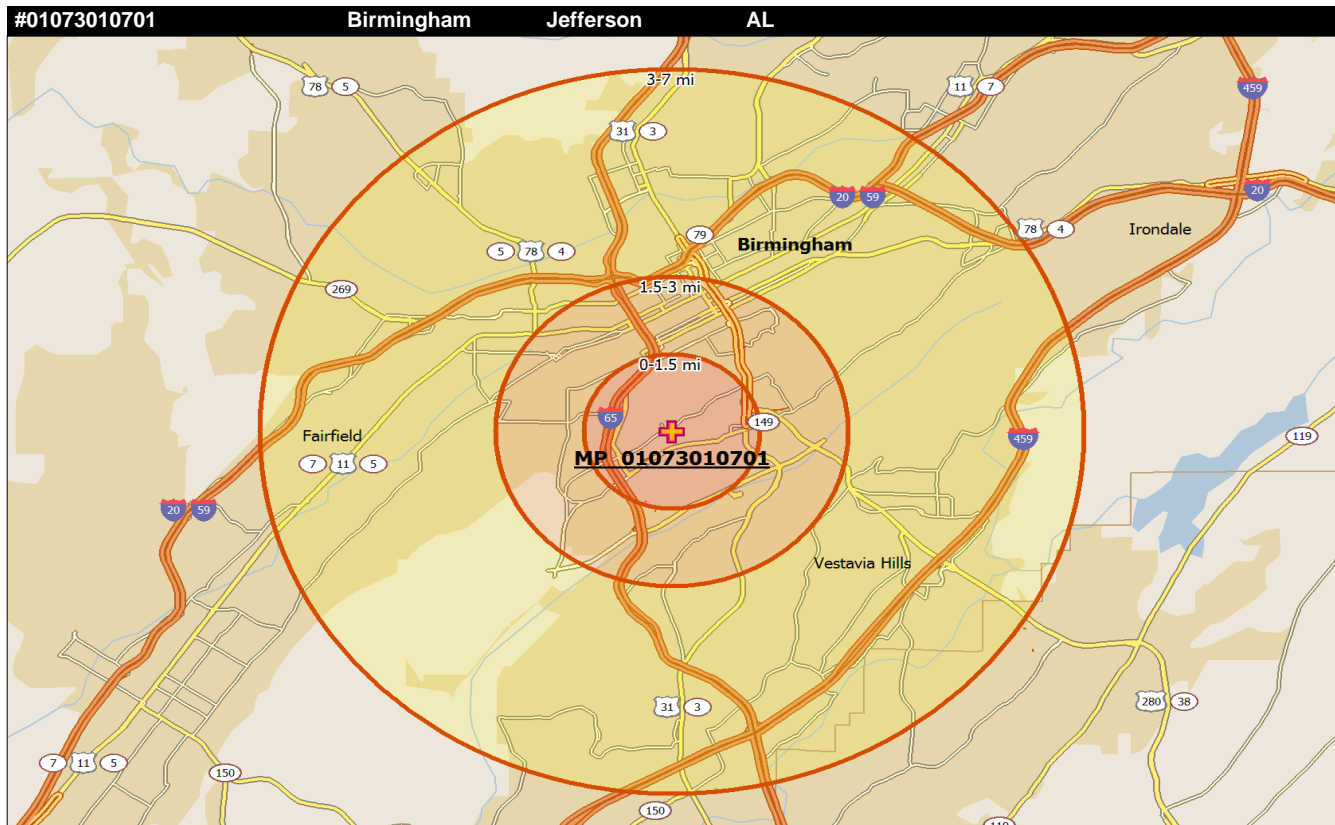 #01073010701 Birmingham Jefferson AL
3-7 mi
78 5
11 7
459
31 3
20 59
20
79
78 4
Irondale
5 78 4
Birmingham
269
1.5-3 mi
0-1.5 mi
65
149
Fairfield
7 11 5
459
119
MP 01073010701
20 59
Vestavia Hills
31 3
280 38
7 11 5
150
150
119